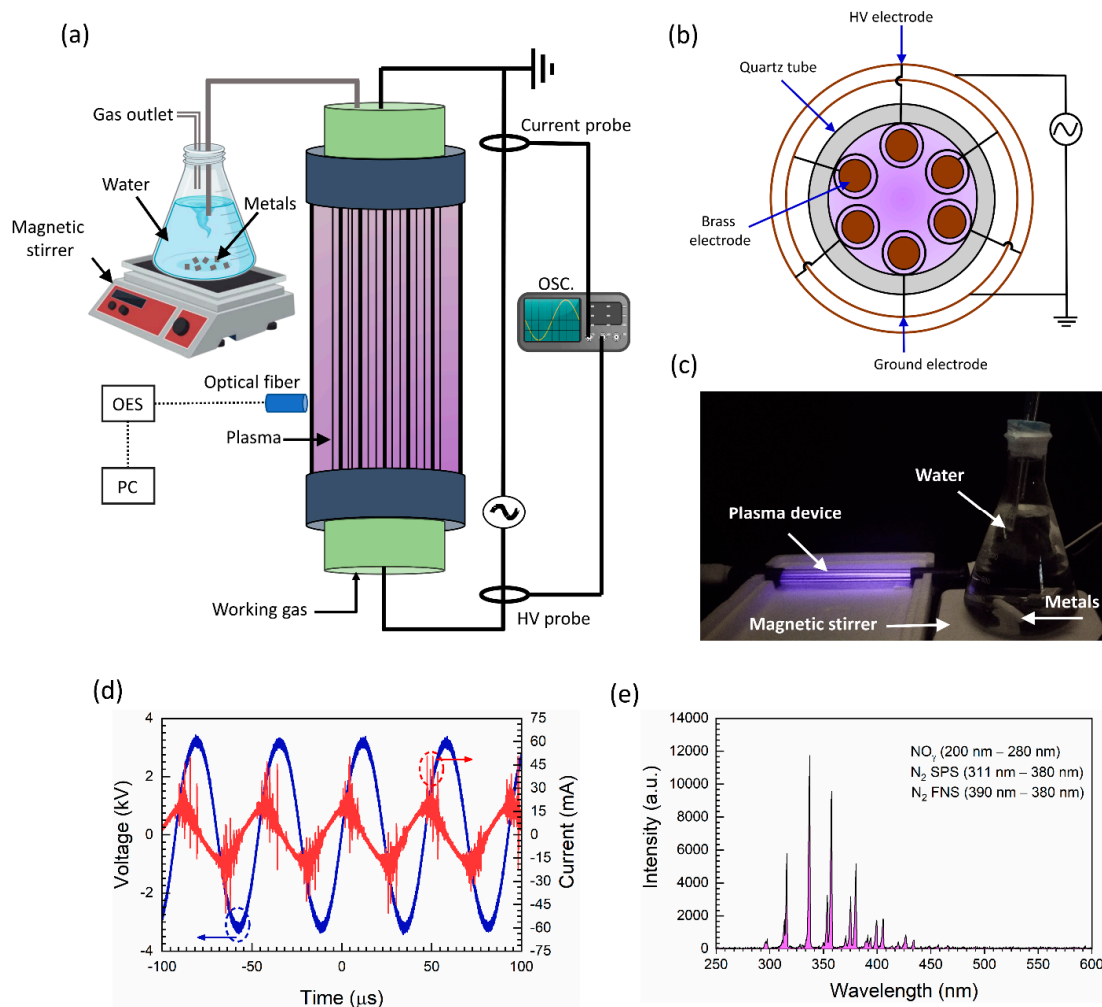 (a)
Gas outlet
Water
Metals
Magnetic
stirrer
Current probe
OSC.
Optical fiber
OES
Plasma
PC
Working gas
HV probe
(b)
HV electrode
Quartz tube
Brass
electrode
Ground electrode
(c)
Water
Plasma device
Metals
Magnetic stirrer
(d)
Voltage (kV)
4
2
0
-2
-4
Current (mA)
75
60
45
30
15
0
-15
-30
-45
-60
-75
-100 -50 0 50 100
Time (μs)
(e)
Intensity (a.u.)
14000
12000
10000
8000
6000
4000
2000
0
NOγ (200 nm – 280 nm)
N2 SPS (311 nm – 380 nm)
N2 FNS (390 nm – 380 nm)
250 300 350 400 450 500 550 600
Wavelength (nm)